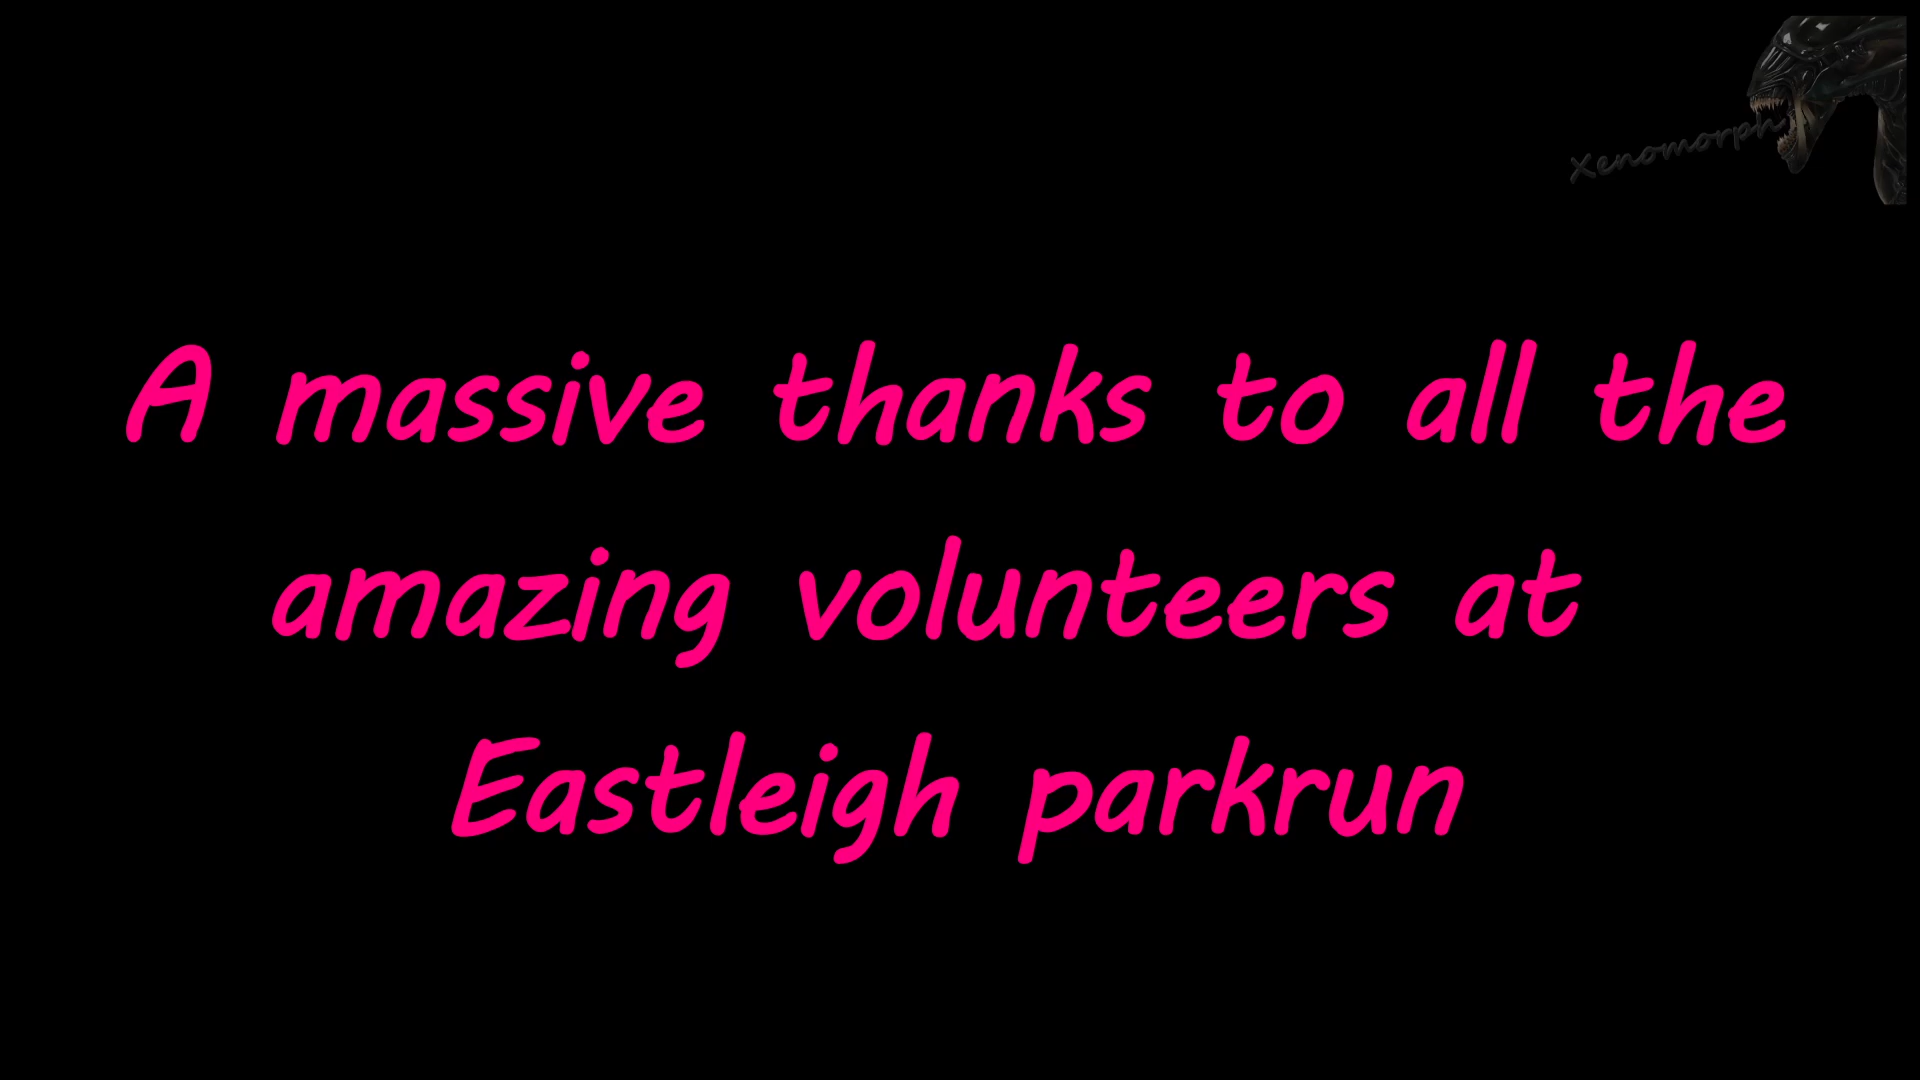 Xenomorph
A massive thanks to all the
amazing volunteers at
Eastleigh parkrun